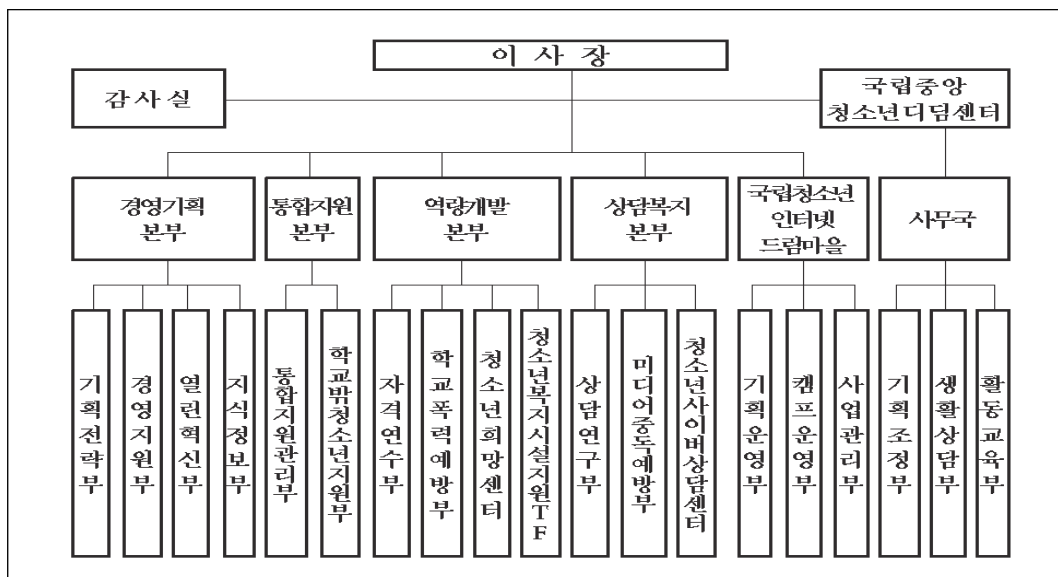 이 사 장
감 사 실
국립중앙
청소년디딤센터
경영기획
본부
통합지원
본부
역량개발
본부
상담복지
본부
국립청소년
인터넷
드림마을
사무국
기획전략부
경영지원부
열린혁신부
지식정보부
통합지원관리부
학교밖청소년지원부
자격연수부
학교폭력예방부
청소년희망센터
청소년복지시설지원TF
상담연구부
미디어중독예방부
청소년사이버상담센터
기획운영부
캠프운영부
사업관리부
기획조정부
생활상담부
활동교육부